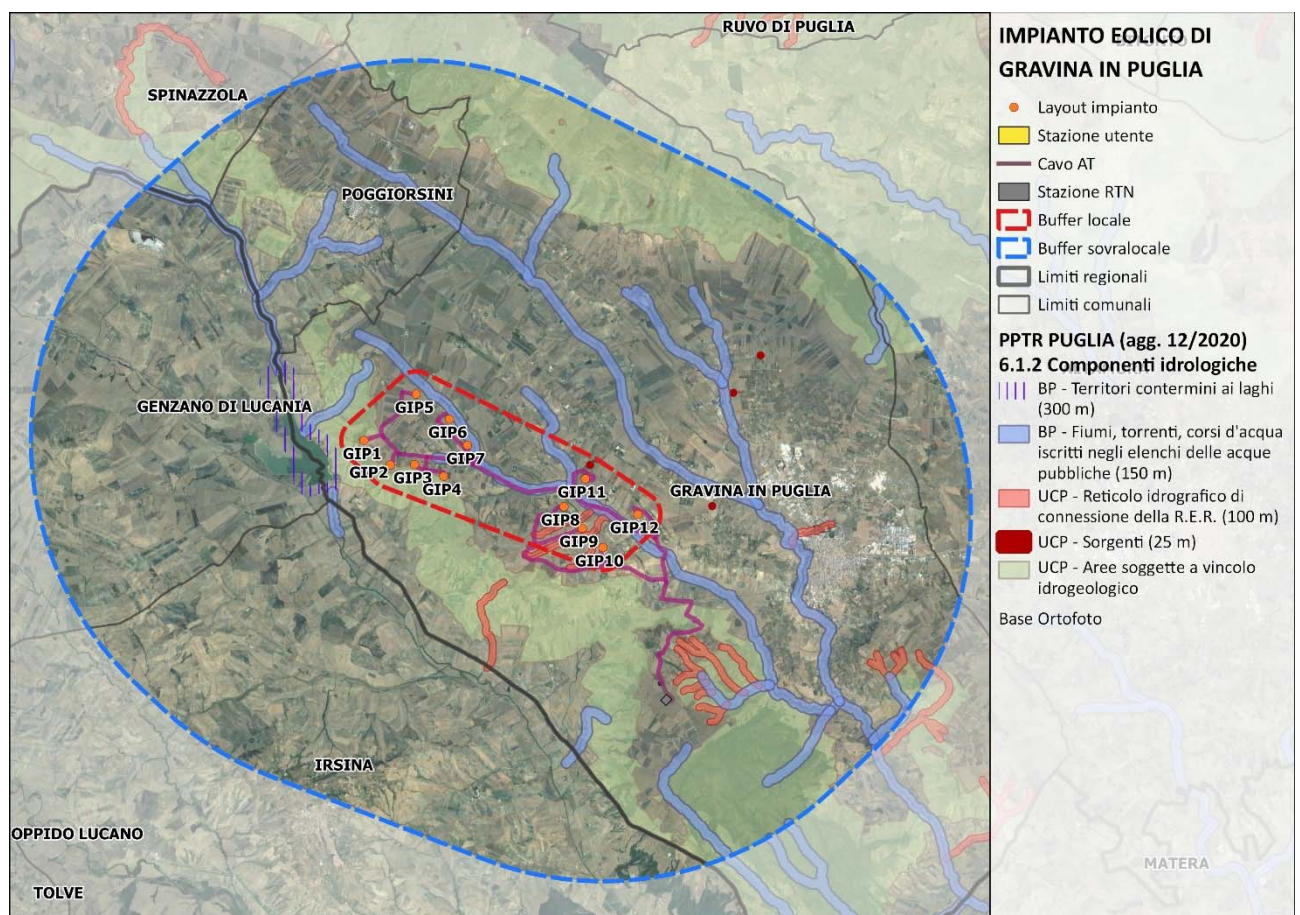 RUVO DI PUGLIA
SPINAZZOLA
POGGIORSINI
GENZANO DI LUCANIA
GIP5
GIP6
GIP1
GIP7
GIP2
GIP3
GIP4
GIP11
GRAVINA IN PUGLIA
GIP8
GIP12
GIP9
GIP10
IRSINA
OPPIDO LUCANO
TOLVE
IMPIANTO EOLICO DI
GRAVINA IN PUGLIA
Layout impianto
Stazione utente
Cavo AT
Stazione RTN
Buffer locale
Buffer sovralocale
Limiti regionali
Limiti comunali
PPTR PUGLIA (agg. 12/2020)
6.1.2 Componenti idrologiche
BP - Territori contermini ai laghi
(300 m)
BP - Fiumi, torrenti, corsi d'acqua
iscritti negli elenchi delle acque
pubbliche (150 m)
UCP - Reticolo idrografico di
connessione della R.E.R. (100 m)
UCP - Sorgenti (25 m)
UCP - Aree soggette a vincolo
idrogeologico
Base Ortofoto
MATERA